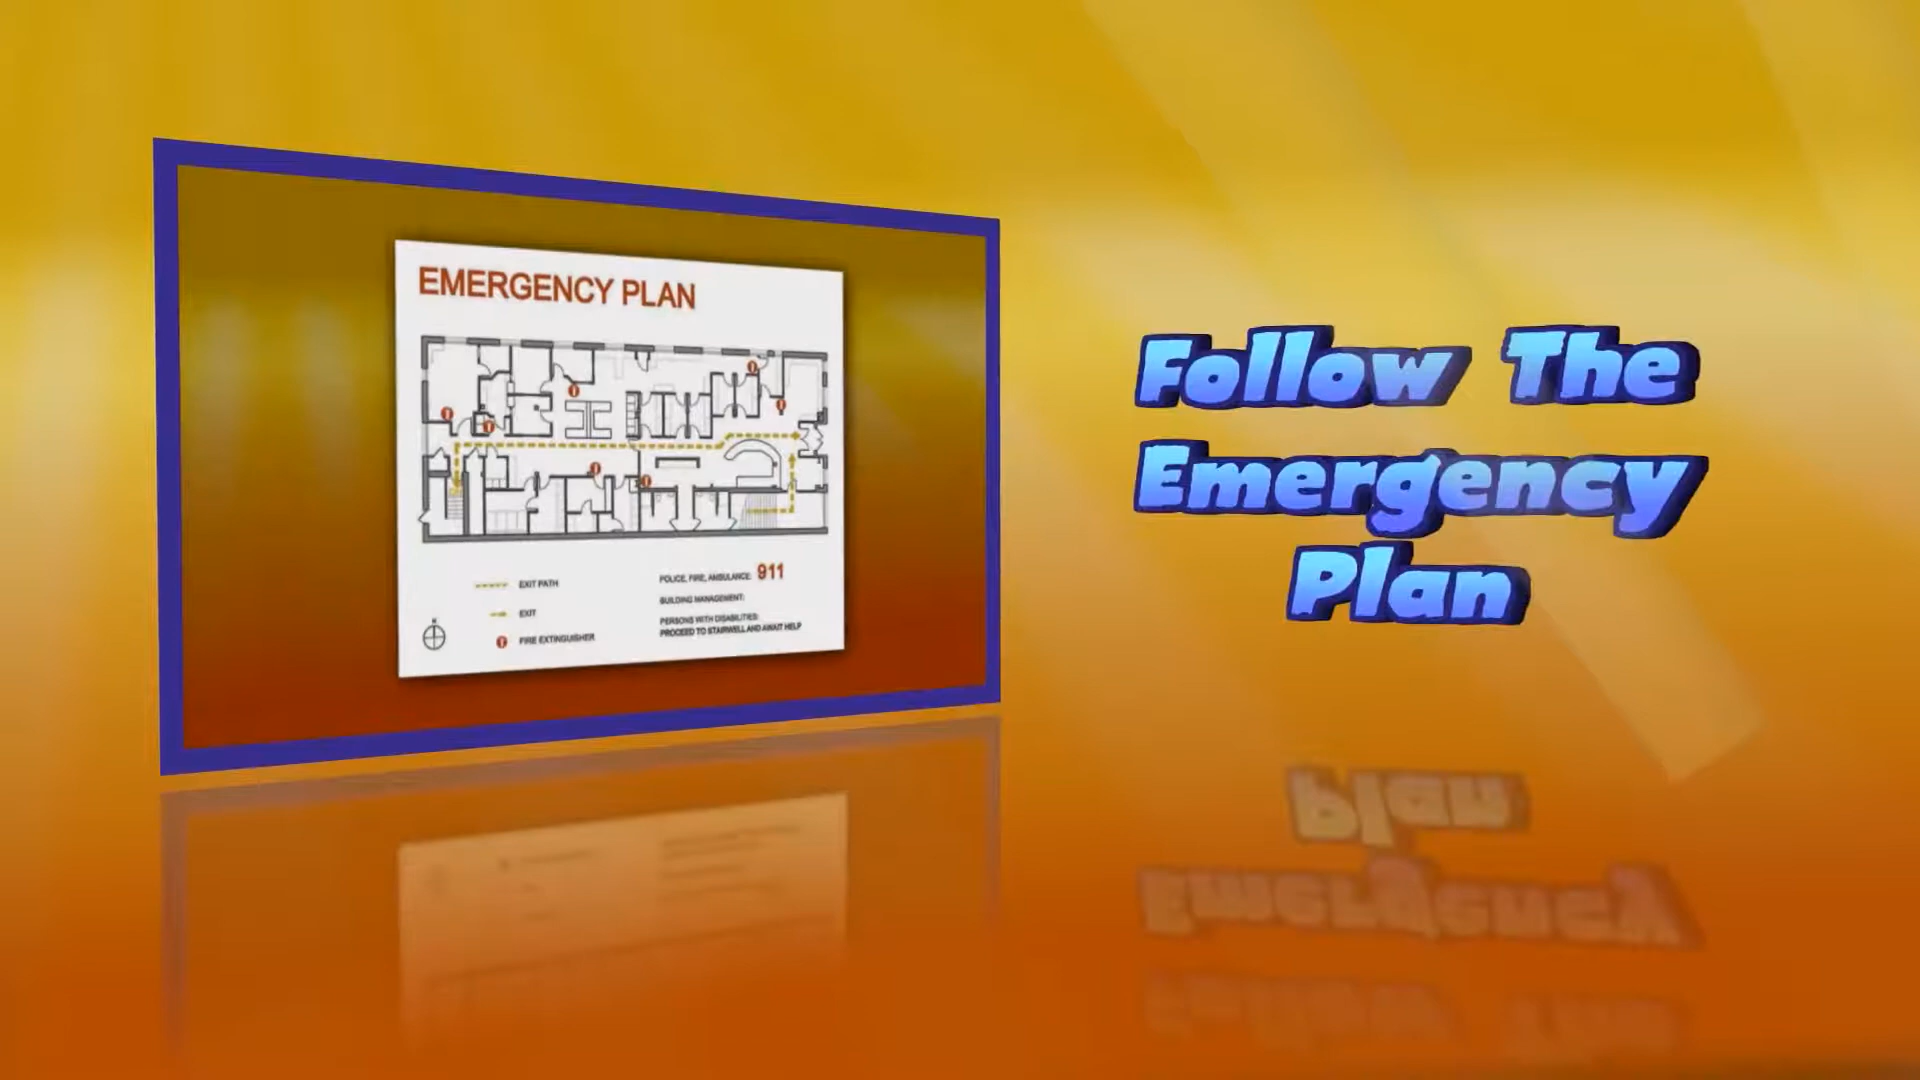 EMERGENCY PLAN
EXIT PATH
EXIT
FIRE EXTINGUISHER
N
POLICE, FIRE, AMBULANCE: 911
BUILDING MANAGEMENT:
PERSONS WITH DISABILITIES:
PROCEED TO STAIRWELL AND AWAIT HELP
Follow The
Emergency
Plan